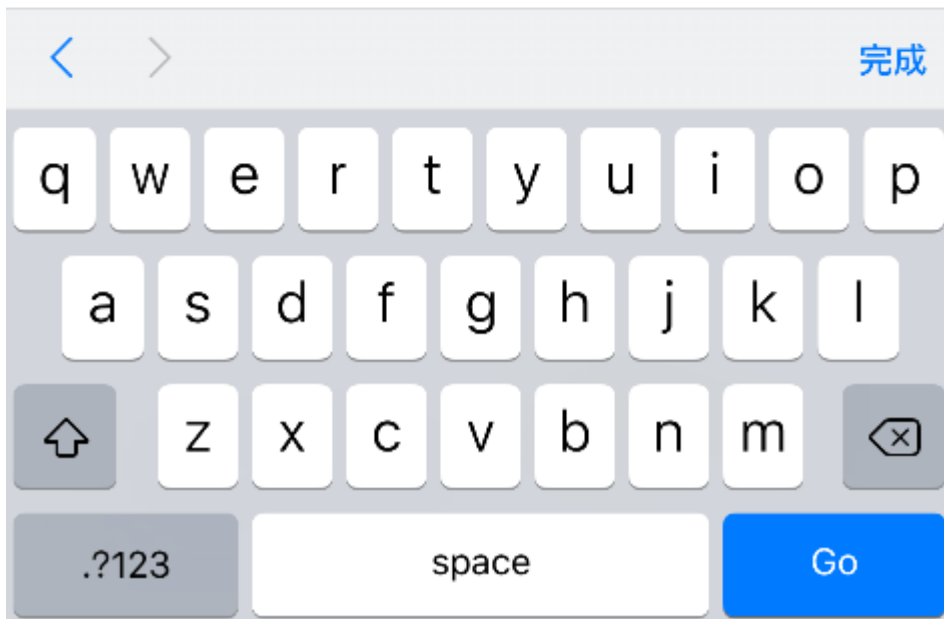 完成
q w e r t y u i o p
a s d f g h j k l
z x c v b n m
.?123 space Go